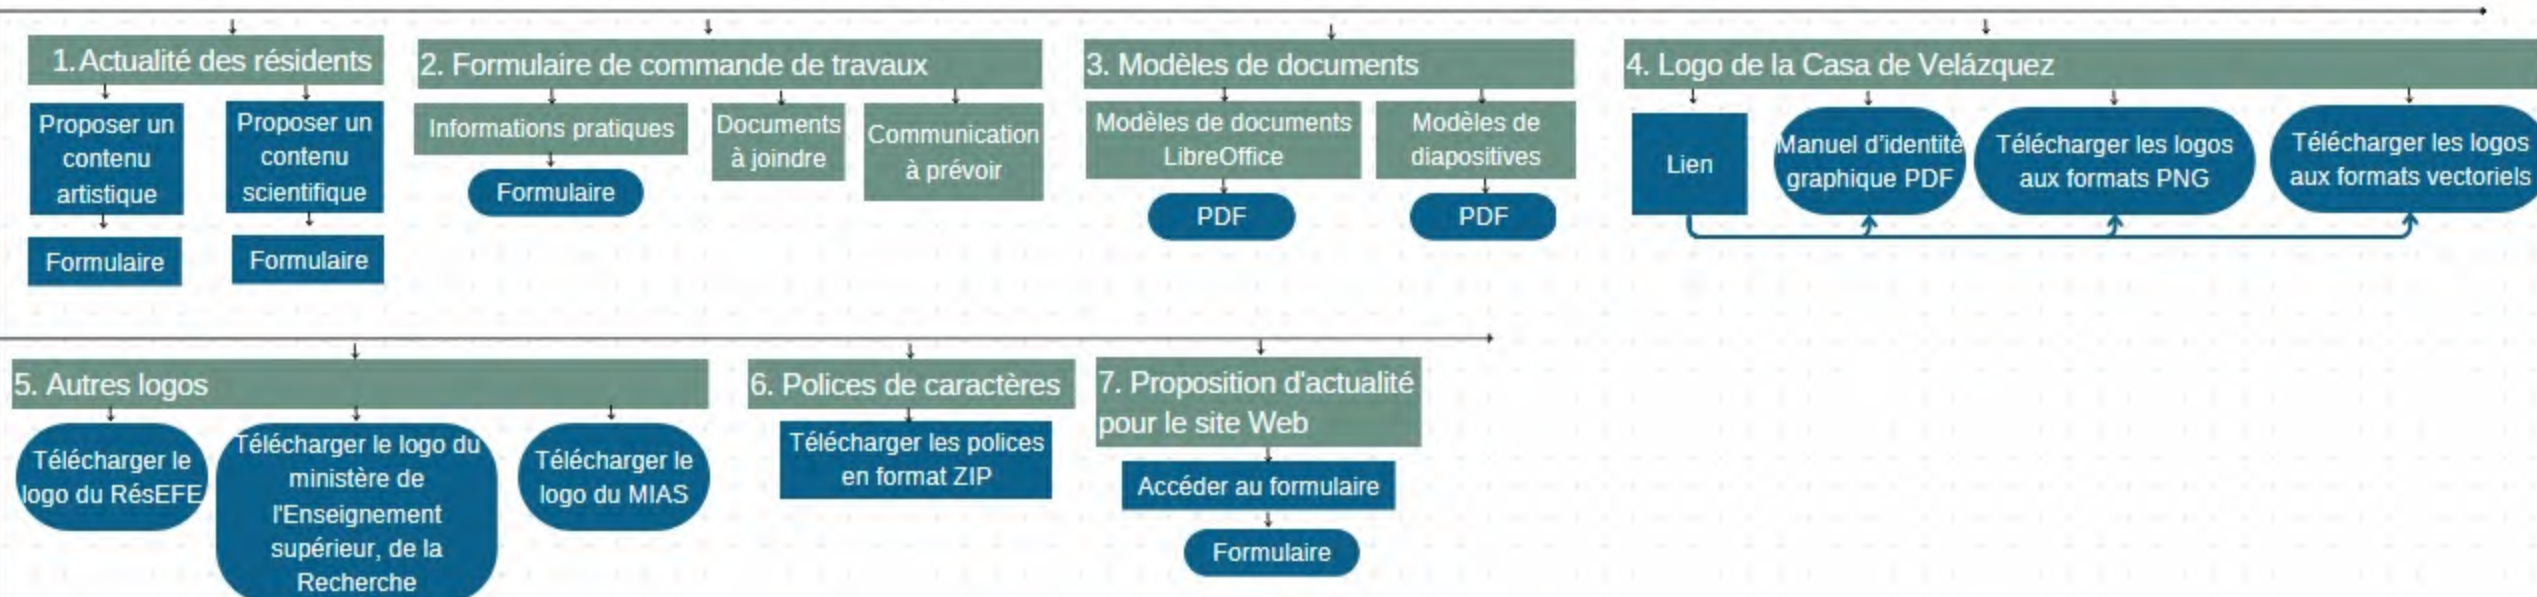 1. Actualité des résidents
Proposer un
contenu
artistique
Formulaire
Proposer un
contenu
scientifique
Formulaire
2. Formulaire de commande de travaux
Informations pratiques
Formulaire
Documents
à joindre
Communication
à prévoir
3. Modèles de documents
Modèles de documents
LibreOffice
PDF
Modèles de
diapositives
PDF
4. Logo de la Casa de Velázquez
Lien
Manuel d'identité
graphique PDF
Télécharger les logos
aux formats PNG
Télécharger les logos
aux formats vectoriels
5. Autres logos
Télécharger le
logo du RésEFE
Télécharger le logo du
ministère de
l'Enseignement
supérieur, de la
Recherche
Télécharger le
logo du MIAS
6. Polices de caractères
Télécharger les polices
en format ZIP
7. Proposition d'actualité
pour le site Web
Accéder au formulaire
Formulaire